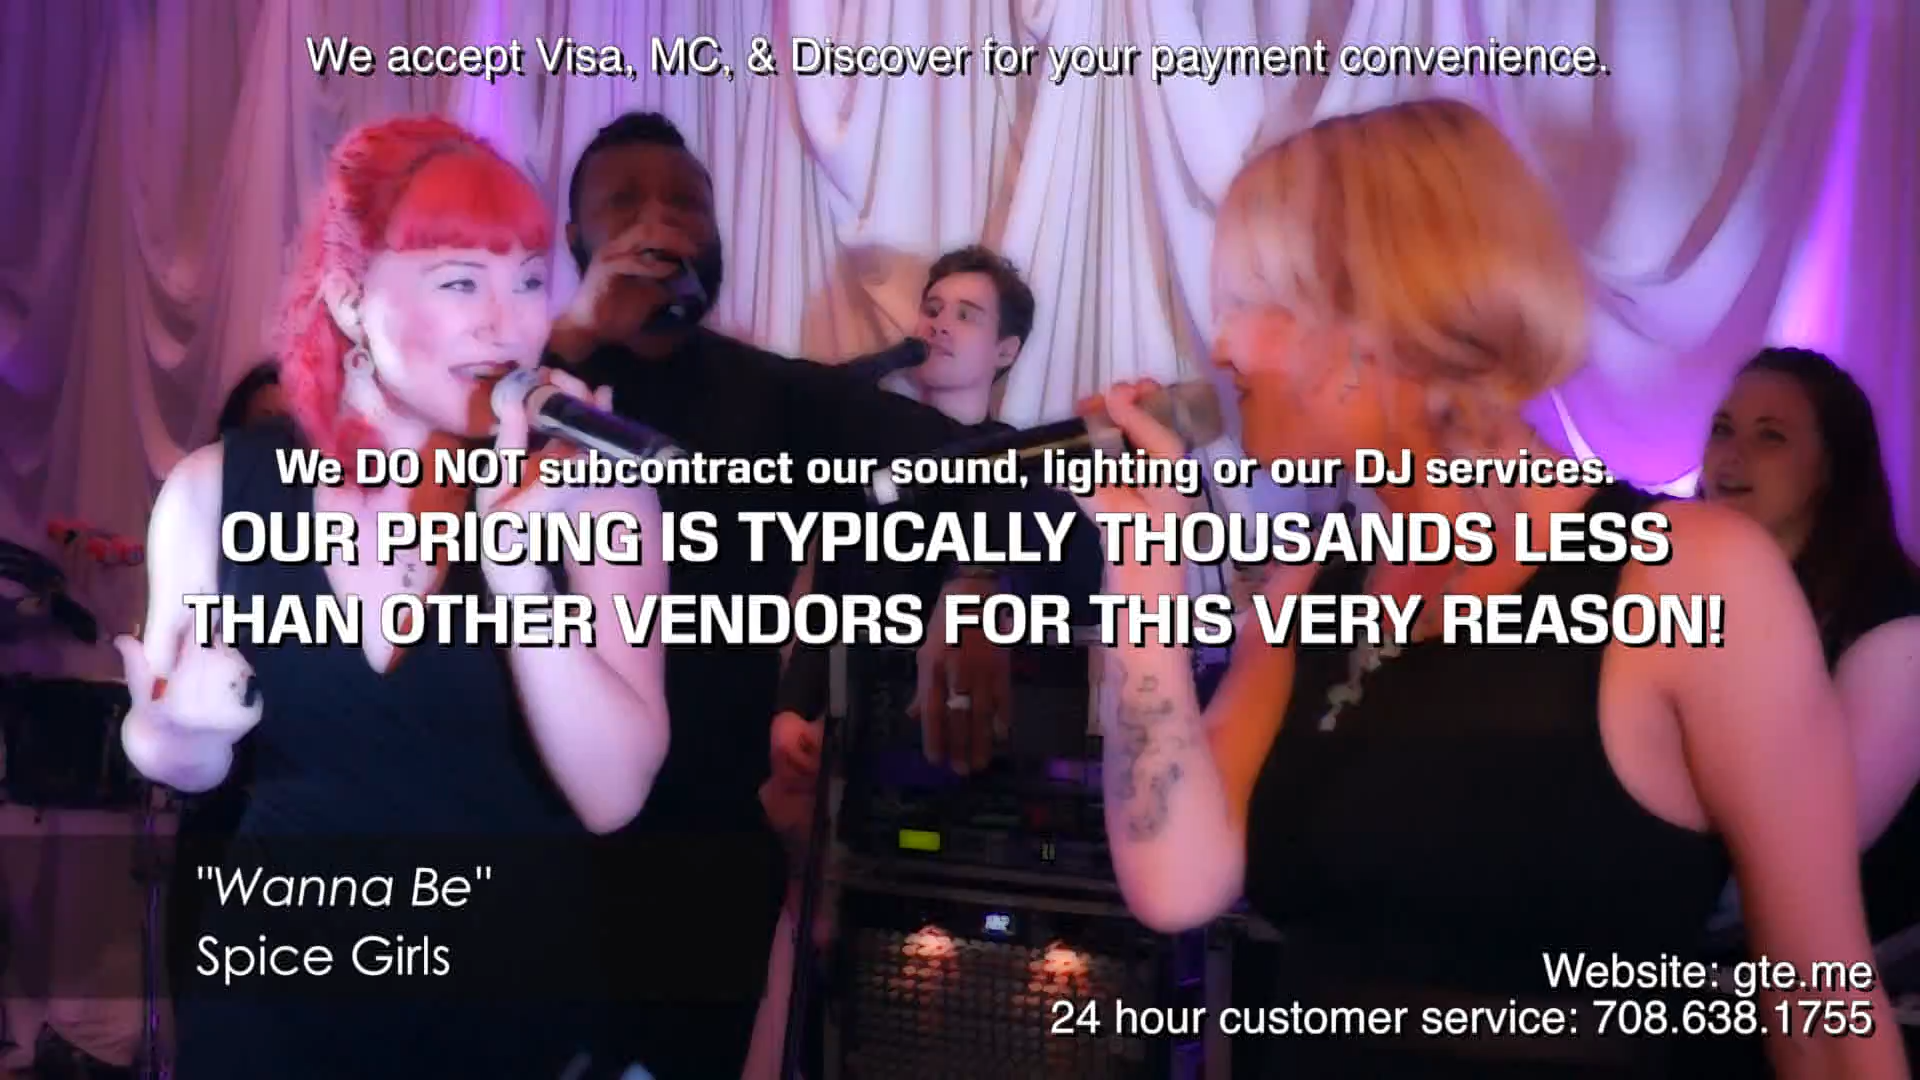 We accept Visa, MC, & Discover for your payment convenience.
We DO NOT subcontract our sound, lighting or our DJ services.
OUR PRICING IS TYPICALLY THOUSANDS LESS
THAN OTHER VENDORS FOR THIS VERY REASON!
"Wanna Be"
Spice Girls
Website: gte.me
24 hour customer service: 708.638.1755